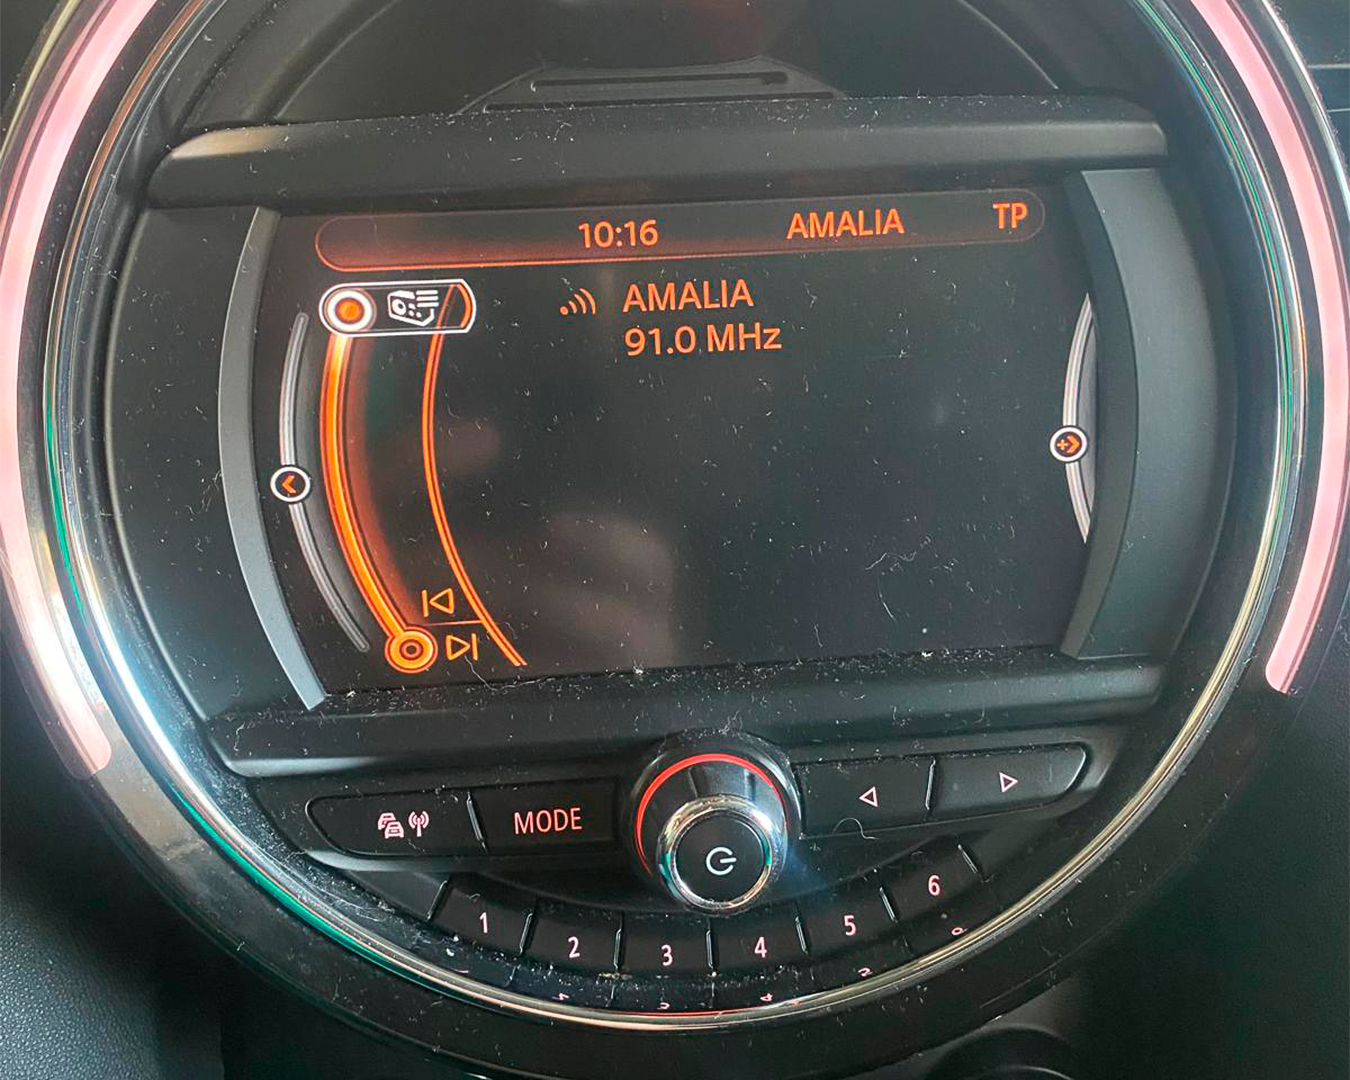 10:16 AMALIA TP
AMALIA
91.0 MHz
MODE
1 2 3 4 5 6